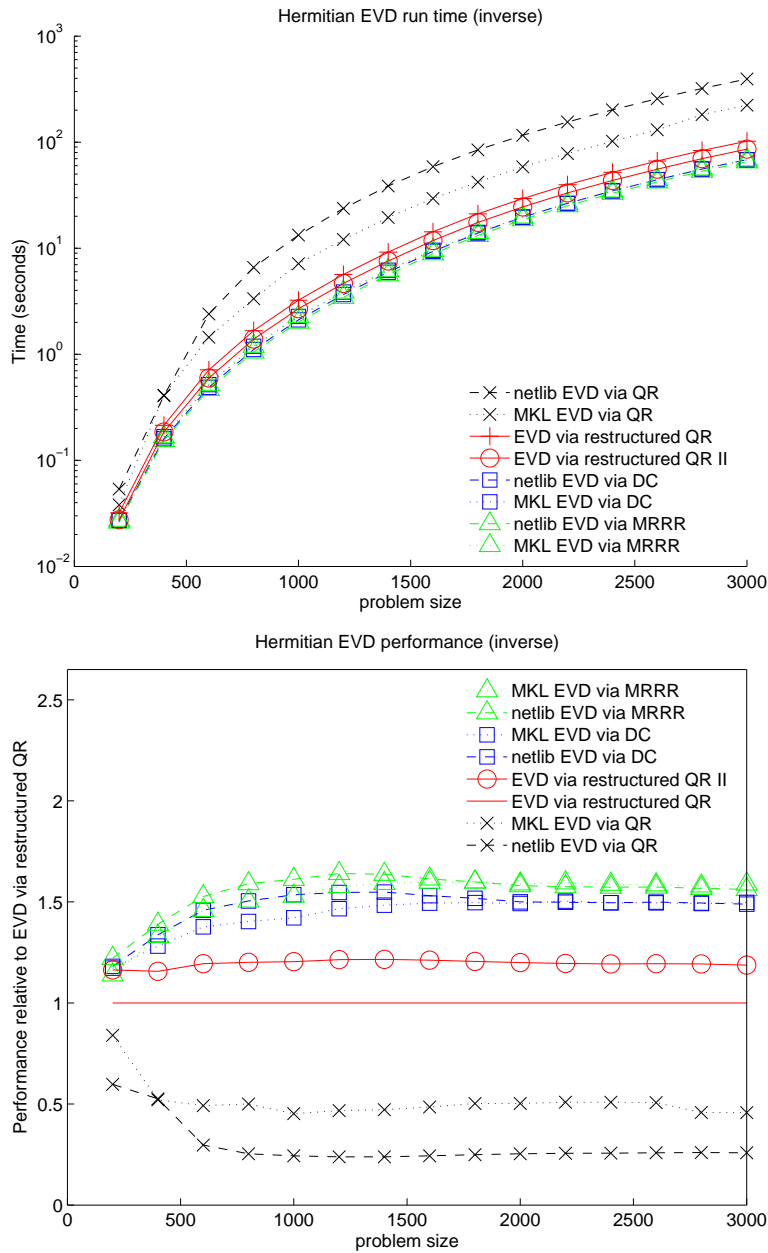 Hermitian EVD run time (inverse)
10^3
10^2
10^1
10^0
10^-1
10^-2
Time (seconds)
netlib EVD via QR
MKL EVD via QR
EVD via restructured QR
EVD via restructured QR II
netlib EVD via DC
MKL EVD via DC
netlib EVD via MRRR
MKL EVD via MRRR
0 500 1000 1500 2000 2500 3000
problem size
Hermitian EVD performance (inverse)
2.5
2
1.5
1
0.5
0
Performance relative to EVD via restructured QR
MKL EVD via MRRR
netlib EVD via MRRR
MKL EVD via DC
netlib EVD via DC
EVD via restructured QR II
EVD via restructured QR
MKL EVD via QR
netlib EVD via QR
0 500 1000 1500 2000 2500 3000
problem size